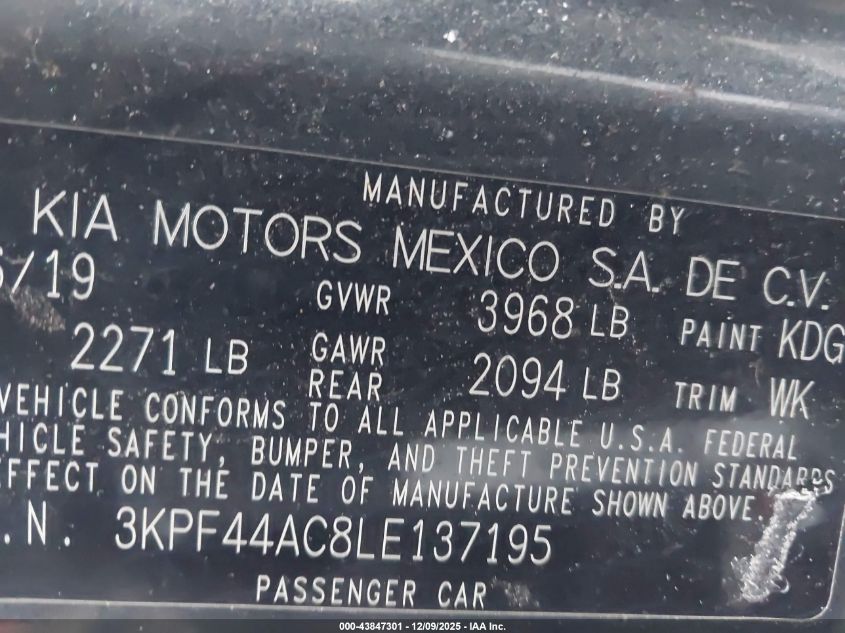 MANUFACTURED BY
KIA MOTORS MEXICO S.A. DE C.V.
/19 GVWR 3968 LB PAINT KDG
2271 LB GAWR REAR 2094 LB TRIM WK
VEHICLE CONFORMS TO ALL APPLICABLE U.S.A. FEDERAL
HICLE SAFETY, BUMPER, AND THEFT PREVENTION STANDARDS
EFFECT ON THE DATE OF MANUFACTURE SHOWN ABOVE.
.N. 3KPF44AC8LE137195
PASSENGER CAR
000-43847301 - 12/09/2025 - IAA Inc.